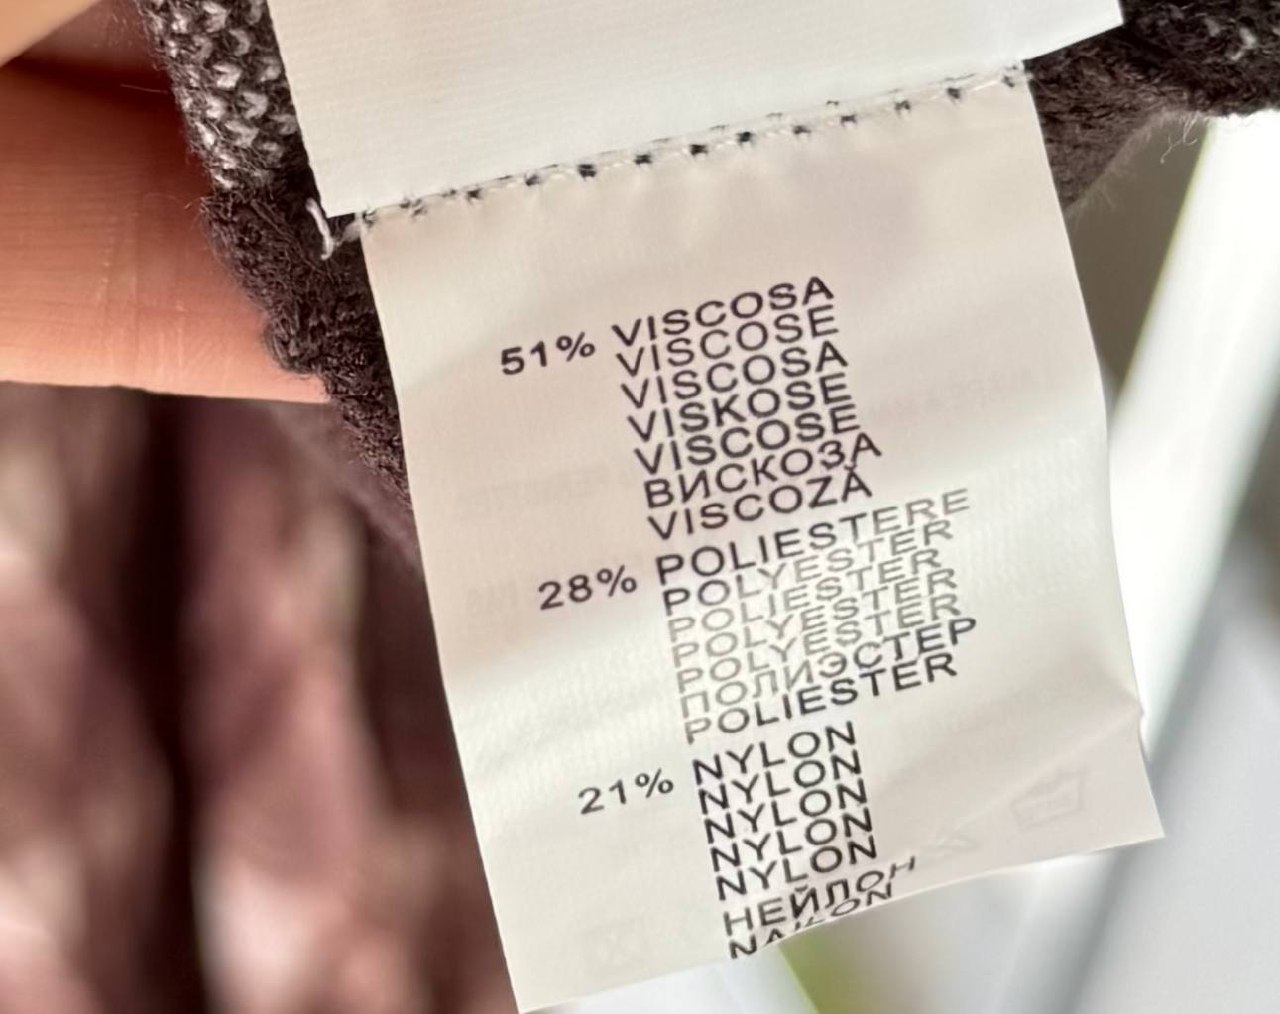 51% VISCOSA
VISCOSE
VISCOSA
VISKOSE
VISCOSE
ВИСКОЗА
VISCOZĂ
28% POLIESTERE
POLYESTER
POLIESTER
POLYESTER
POLYESTER
ПОЛИЭСТЕР
POLIESTER
21% NYLON
NYLON
NYLON
NYLON
NYLON
НЕЙЛОН